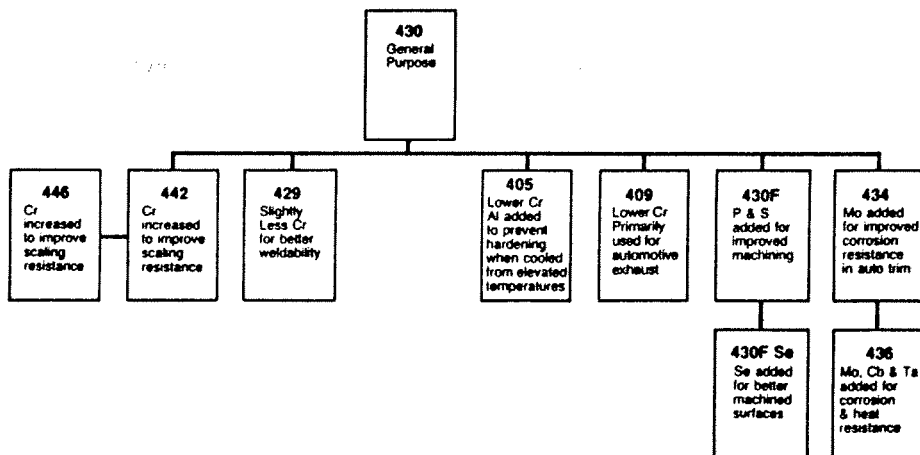 430
General
Purpose
446
Cr
increased
to improve
scaling
resistance
442
Cr
increased
to improve
scaling
resistance
429
Slightly
Less Cr
for better
weldability
405
Lower Cr
Al added
to prevent
hardening
when cooled
from elevated
temperatures
409
Lower Cr
Primarily
used for
automotive
exhaust
430F
P & S
added for
improved
machining
434
Mo added
for improved
corrosion
resistance
in auto trim
430F Se
Se added
for better
machined
surfaces
436
Mo, Cb & Ta
added for
corrosion
& heat
resistance